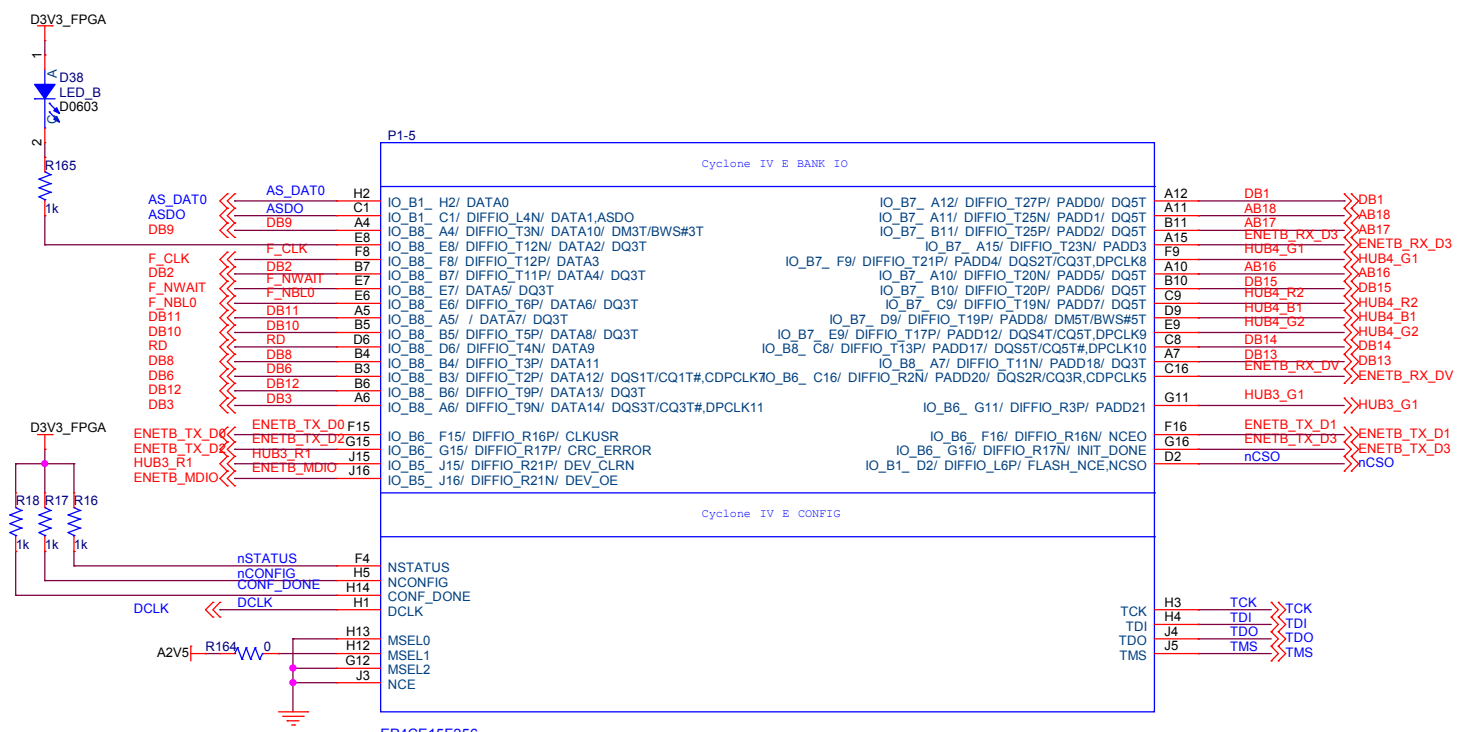 D3V3_FPGA
1
A
D38
LED_B
D0603
C
2
R165
1k
P1-5
Cyclone IV E BANK IO
AS_DAT0 AS_DAT0 H2 IO_B1_ H2/ DATA0
ASDO ASDO C1 IO_B1_ C1/ DIFFIO_L4N/ DATA1,ASDO
DB9 DB9 A4 IO_B8_ A4/ DIFFIO_T3N/ DATA10/ DM3T/BWS#3T
E8 IO_B8_ E8/ DIFFIO_T12N/ DATA2/ DQ3T
F_CLK F_CLK F8 IO_B8_ F8/ DIFFIO_T12P/ DATA3
DB2 DB2 B7 IO_B8_ B7/ DIFFIO_T11P/ DATA4/ DQ3T
F_NWAIT F_NWAIT E7 IO_B8_ E7/ DATA5/ DQ3T
F_NBL0 F_NBL0 E6 IO_B8_ E6/ DIFFIO_T6P/ DATA6/ DQ3T
DB11 DB11 A5 IO_B8_ A5/ / DATA7/ DQ3T
DB10 DB10 B5 IO_B8_ B5/ DIFFIO_T5P/ DATA8/ DQ3T
RD RD D6 IO_B8_ D6/ DIFFIO_T4N/ DATA9
DB8 DB8 B4 IO_B8_ B4/ DIFFIO_T3P/ DATA11
DB6 DB6 B3 IO_B8_ B3/ DIFFIO_T2P/ DATA12/ DQS1T/CQ1T#,CDPCLK7
DB12 DB12 B6 IO_B8_ B6/ DIFFIO_T9P/ DATA13/ DQ3T
DB3 DB3 A6 IO_B8_ A6/ DIFFIO_T9N/ DATA14/ DQS3T/CQ3T#,DPCLK11
ENETB_TX_D0 ENETB_TX_D0 F15 IO_B6_ F15/ DIFFIO_R16P/ CLKUSR
ENETB_TX_D2 ENETB_TX_D2 G15 IO_B6_ G15/ DIFFIO_R17P/ CRC_ERROR
HUB3_R1 HUB3_R1 J15 IO_B5_ J15/ DIFFIO_R21P/ DEV_CLRN
ENETB_MDIO ENETB_MDIO J16 IO_B5_ J16/ DIFFIO_R21N/ DEV_OE
IO_B7_ A12/ DIFFIO_T27P/ PADD0/ DQ5T A12 DB1 DB1
IO_B7_ A11/ DIFFIO_T25N/ PADD1/ DQ5T A11 AB18 AB18
IO_B7_ B11/ DIFFIO_T25P/ PADD2/ DQ5T B11 AB17 AB17
IO_B7_ A15/ DIFFIO_T23N/ PADD3 A15 ENETB_RX_D3 ENETB_RX_D3
IO_B7_ F9/ DIFFIO_T21P/ PADD4/ DQS2T/CQ3T,DPCLK8 F9 HUB4_G1 HUB4_G1
IO_B7_ A10/ DIFFIO_T20N/ PADD5/ DQ5T A10 AB16 AB16
IO_B7_ B10/ DIFFIO_T20P/ PADD6/ DQ5T B10 DB15 DB15
IO_B7_ C9/ DIFFIO_T19N/ PADD7/ DQ5T C9 HUB4_R2 HUB4_R2
IO_B7_ D9/ DIFFIO_T19P/ PADD8/ DM5T/BWS#5T D9 HUB4_B1 HUB4_B1
IO_B7_ E9/ DIFFIO_T17P/ PADD12/ DQS4T/CQ5T,DPCLK9 E9 HUB4_G2 HUB4_G2
IO_B8_ C8/ DIFFIO_T13P/ PADD17/ DQS5T/CQ5T#,DPCLK10 C8 DB14 DB14
IO_B8_ A7/ DIFFIO_T11N/ PADD18/ DQ3T A7 DB13 DB13
IO_B6_ C16/ DIFFIO_R2N/ PADD20/ DQS2R/CQ3R,CDPCLK5 C16 ENETB_RX_DV ENETB_RX_DV
IO_B6_ G11/ DIFFIO_R3P/ PADD21 G11 HUB3_G1 HUB3_G1
IO_B6_ F16/ DIFFIO_R16N/ NCEO F16 ENETB_TX_D1 ENETB_TX_D1
IO_B6_ G16/ DIFFIO_R17N/ INIT_DONE G16 ENETB_TX_D3 ENETB_TX_D3
IO_B1_ D2/ DIFFIO_L6P/ FLASH_NCE,NCSO D2 nCSO nCSO
D3V3_FPGA
R18 R17 R16
1k 1k 1k
Cyclone IV E CONFIG
nSTATUS F4 NSTATUS
nCONFIG H5 NCONFIG
CONF_DONE H14 CONF_DONE
DCLK DCLK H1 DCLK
H13 MSEL0
A2V5 R164 0 H12 MSEL1
G12 MSEL2
J3 NCE
TCK H3 TCK TCK
TDI H4 TDI TDI
TDO J4 TDO TDO
TMS J5 TMS TMS